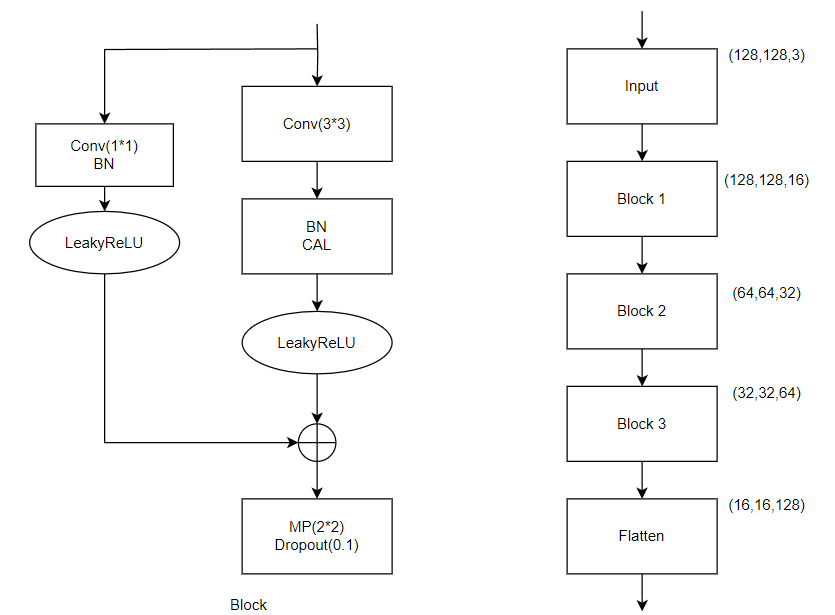 Conv(1*1)
BN
LeakyReLU
Conv(3*3)
BN
CAL
LeakyReLU
MP(2*2)
Dropout(0.1)
Block
Input
(128,128,3)
Block 1
(128,128,16)
Block 2
(64,64,32)
Block 3
(32,32,64)
Flatten
(16,16,128)